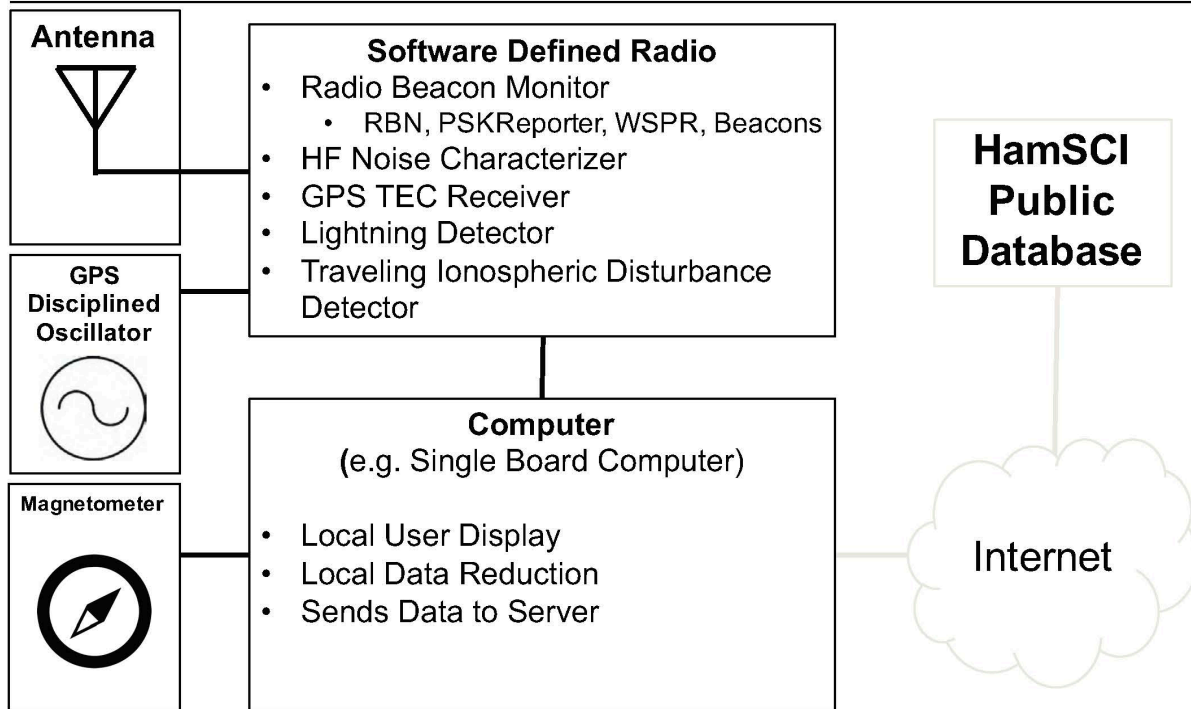 Antenna
Software Defined Radio
• Radio Beacon Monitor
• RBN, PSKReporter, WSPR, Beacons
• HF Noise Characterizer
• GPS TEC Receiver
• Lightning Detector
• Traveling Ionospheric Disturbance
Detector
GPS
Disciplined
Oscillator
Magnetometer
Computer
(e.g. Single Board Computer)
• Local User Display
• Local Data Reduction
• Sends Data to Server
HamSCI
Public
Database
Internet